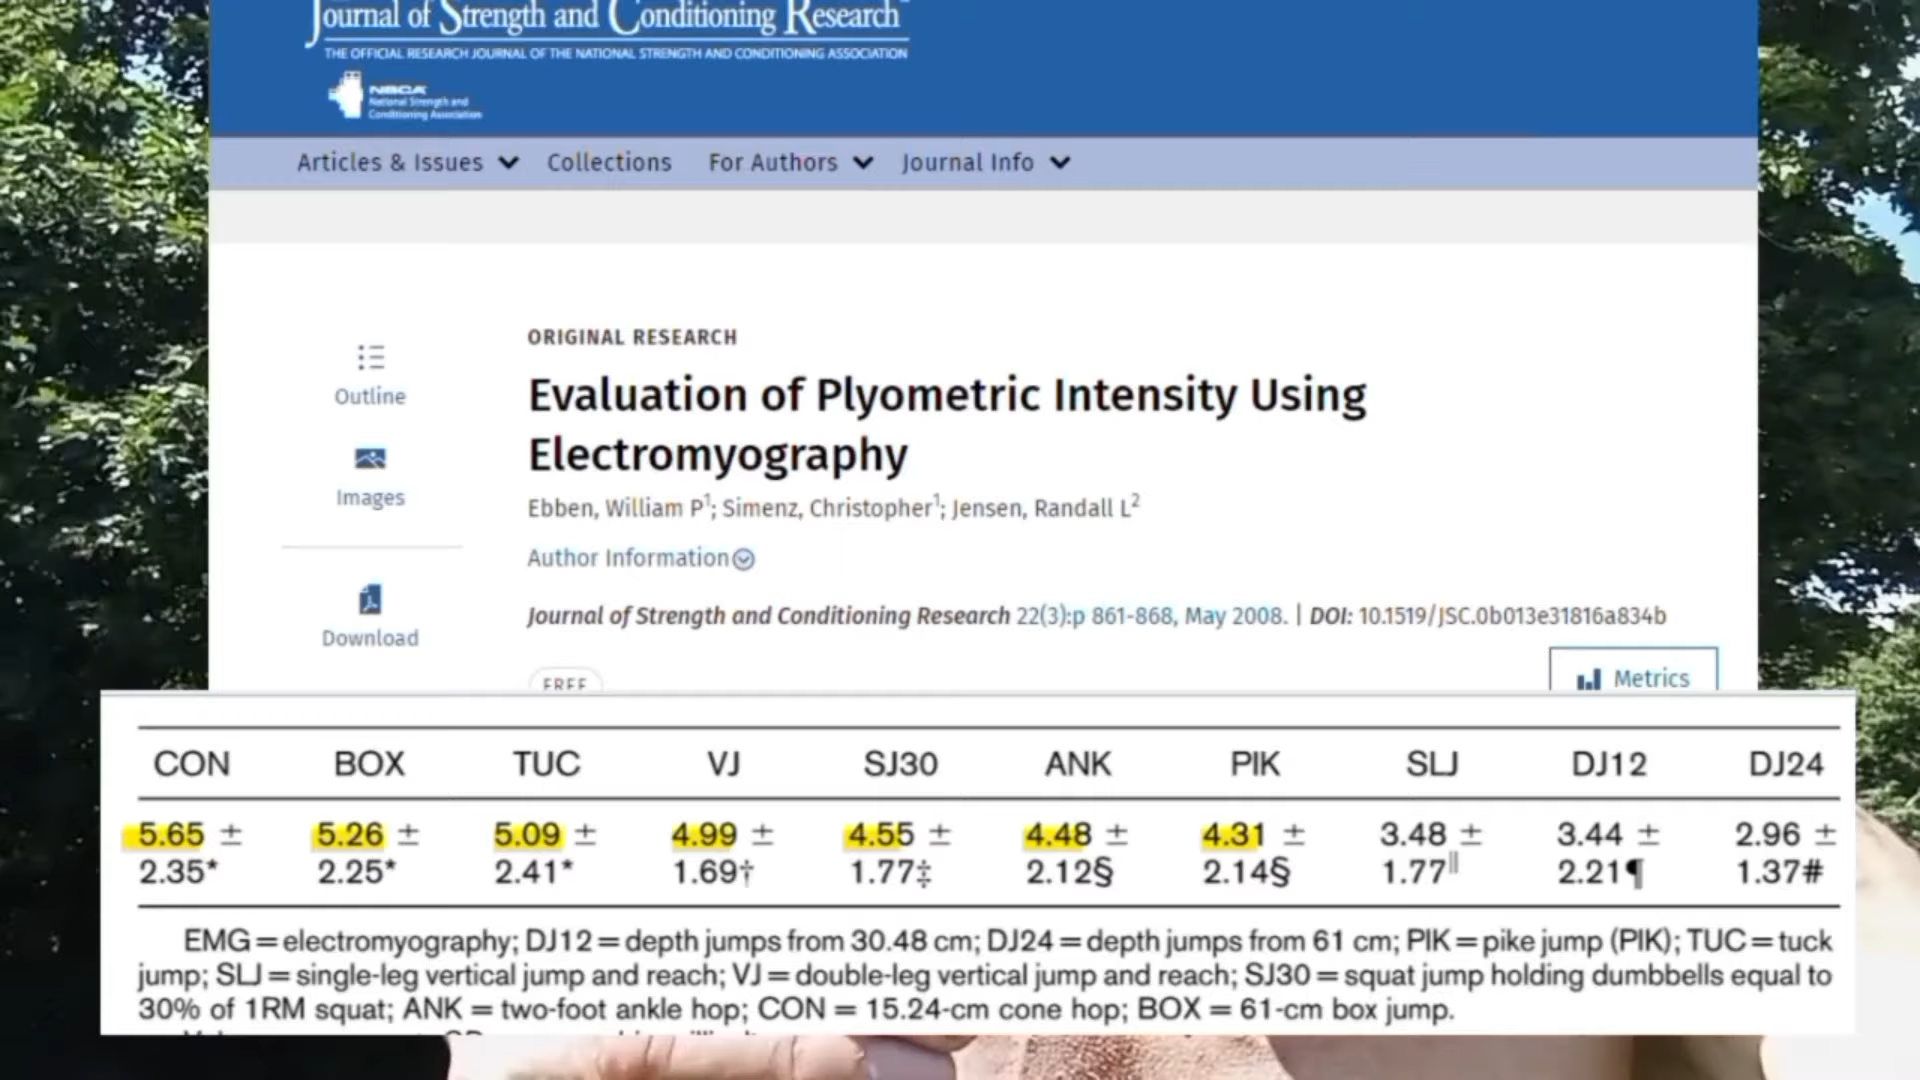 Journal of Strength and Conditioning Research
THE OFFICIAL RESEARCH JOURNAL OF THE NATIONAL STRENGTH AND CONDITIONING ASSOCIATION
NSCA
National Strength and
Conditioning Association
Articles & Issues Collections For Authors Journal Info
ORIGINAL RESEARCH
Outline
Evaluation of Plyometric Intensity Using
Electromyography
Images
Ebben, William P1; Simenz, Christopher1; Jensen, Randall L2
Author Information
Journal of Strength and Conditioning Research 22(3):p 861-868, May 2008. | DOI: 10.1519/JSC.0b013e31816a834b
Download
FREE
Metrics
CON BOX TUC VJ SJ30 ANK PIK SLJ DJ12 DJ24
5.65 ± 5.26 ± 5.09 ± 4.99 ± 4.55 ± 4.48 ± 4.31 ± 3.48 ± 3.44 ± 2.96 ±
2.35* 2.25* 2.41* 1.69† 1.77‡ 2.12§ 2.14§ 1.77‖ 2.21¶ 1.37#
EMG = electromyography; DJ12 = depth jumps from 30.48 cm; DJ24 = depth jumps from 61 cm; PIK = pike jump (PIK); TUC = tuck
jump; SLJ = single-leg vertical jump and reach; VJ = double-leg vertical jump and reach; SJ30 = squat jump holding dumbbells equal to
30% of 1RM squat; ANK = two-foot ankle hop; CON = 15.24-cm cone hop; BOX = 61-cm box jump.